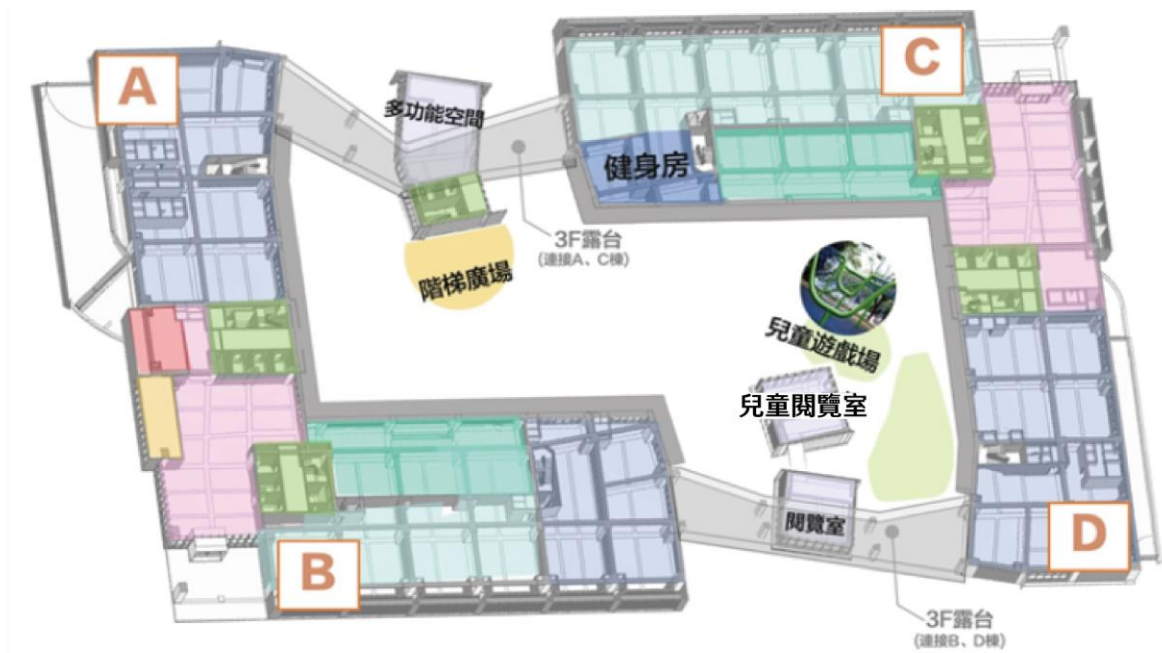 A
C
多功能空間
健身房
3F露台
(連接A、C棟)
階梯廣場
兒童遊戲場
兒童閱覽室
閱覽室
B
D
3F露台
(連接B、D棟)